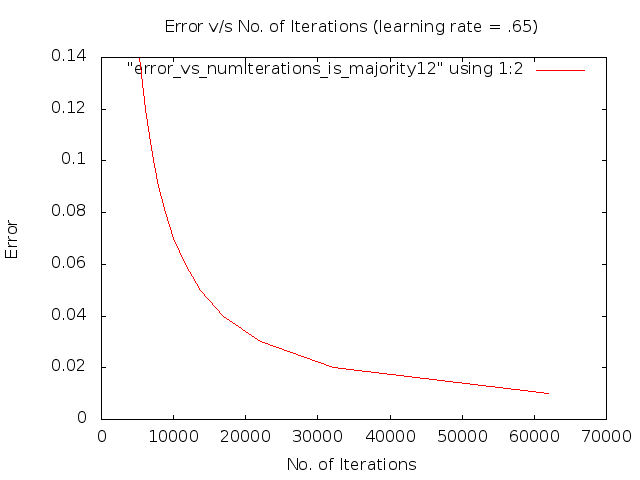 Error v/s No. of Iterations (learning rate = .65)
"error_vs_numIterations_is_majority12" using 1:2
0.14
0.12
0.1
0.08
0.06
0.04
0.02
0
Error
0 10000 20000 30000 40000 50000 60000 70000
No. of Iterations